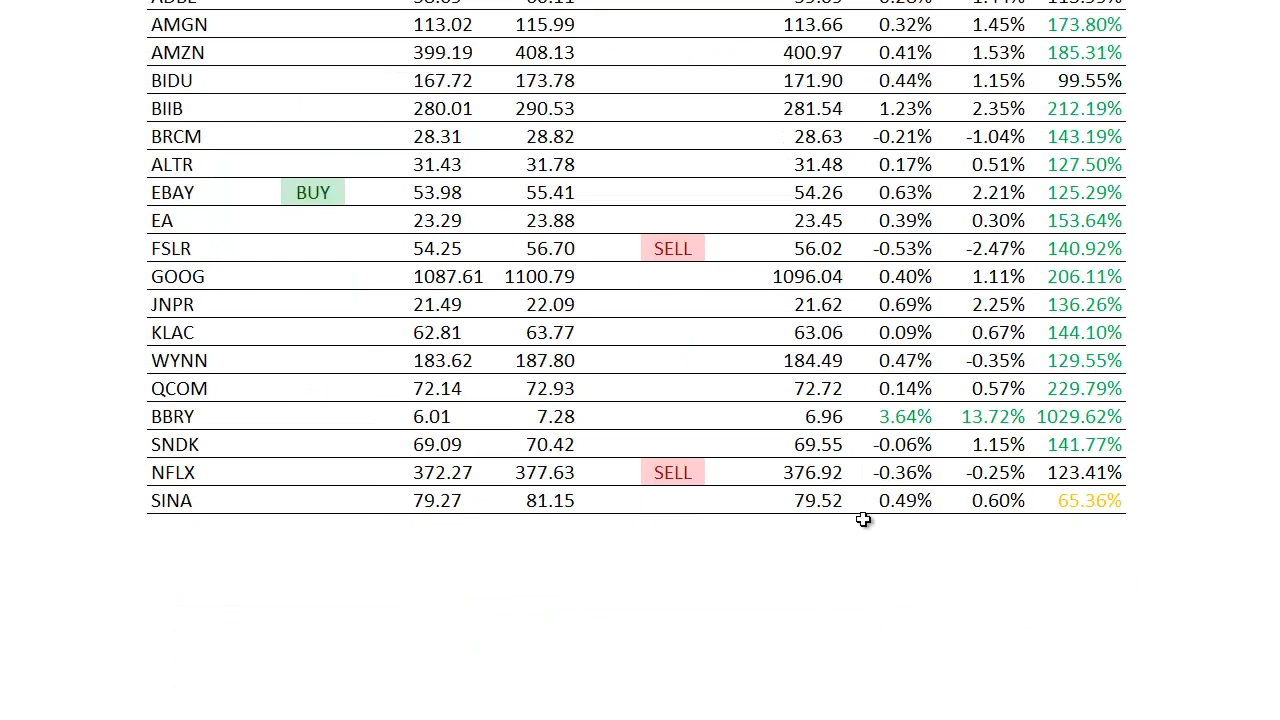 AMGN 113.02 115.99 113.66 0.32% 1.45% 173.80%
AMZN 399.19 408.13 400.97 0.41% 1.53% 185.31%
BIDU 167.72 173.78 171.90 0.44% 1.15% 99.55%
BIIB 280.01 290.53 281.54 1.23% 2.35% 212.19%
BRCM 28.31 28.82 28.63 -0.21% -1.04% 143.19%
ALTR 31.43 31.78 31.48 0.17% 0.51% 127.50%
EBAY BUY 53.98 55.41 54.26 0.63% 2.21% 125.29%
EA 23.29 23.88 23.45 0.39% 0.30% 153.64%
FSLR 54.25 56.70 SELL 56.02 -0.53% -2.47% 140.92%
GOOG 1087.61 1100.79 1096.04 0.40% 1.11% 206.11%
JNPR 21.49 22.09 21.62 0.69% 2.25% 136.26%
KLAC 62.81 63.77 63.06 0.09% 0.67% 144.10%
WYNN 183.62 187.80 184.49 0.47% -0.35% 129.55%
QCOM 72.14 72.93 72.72 0.14% 0.57% 229.79%
BBRY 6.01 7.28 6.96 3.64% 13.72% 1029.62%
SNDK 69.09 70.42 69.55 -0.06% 1.15% 141.77%
NFLX 372.27 377.63 SELL 376.92 -0.36% -0.25% 123.41%
SINA 79.27 81.15 79.52 0.49% 0.60% 65.36%